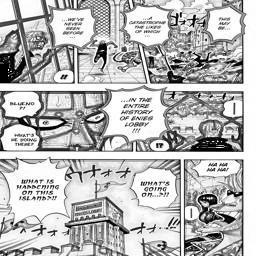 THIS MAY
BE...
...A
CATASTROPHE
THE LIKES
OF WHICH...
...WE'VE
NEVER
BEEN
BEFORE
...
!!
...IN THE
ENTIRE
HISTORY
OF ENIES
LOBBY
!!!
BLUENO
?!
WHAT'S
HE DOING
THERE?
HA HA
HA!
WHAT'S
GOING
ON...?!!
WHAT IS
HAPPENING
ON THIS
ISLAND?!!